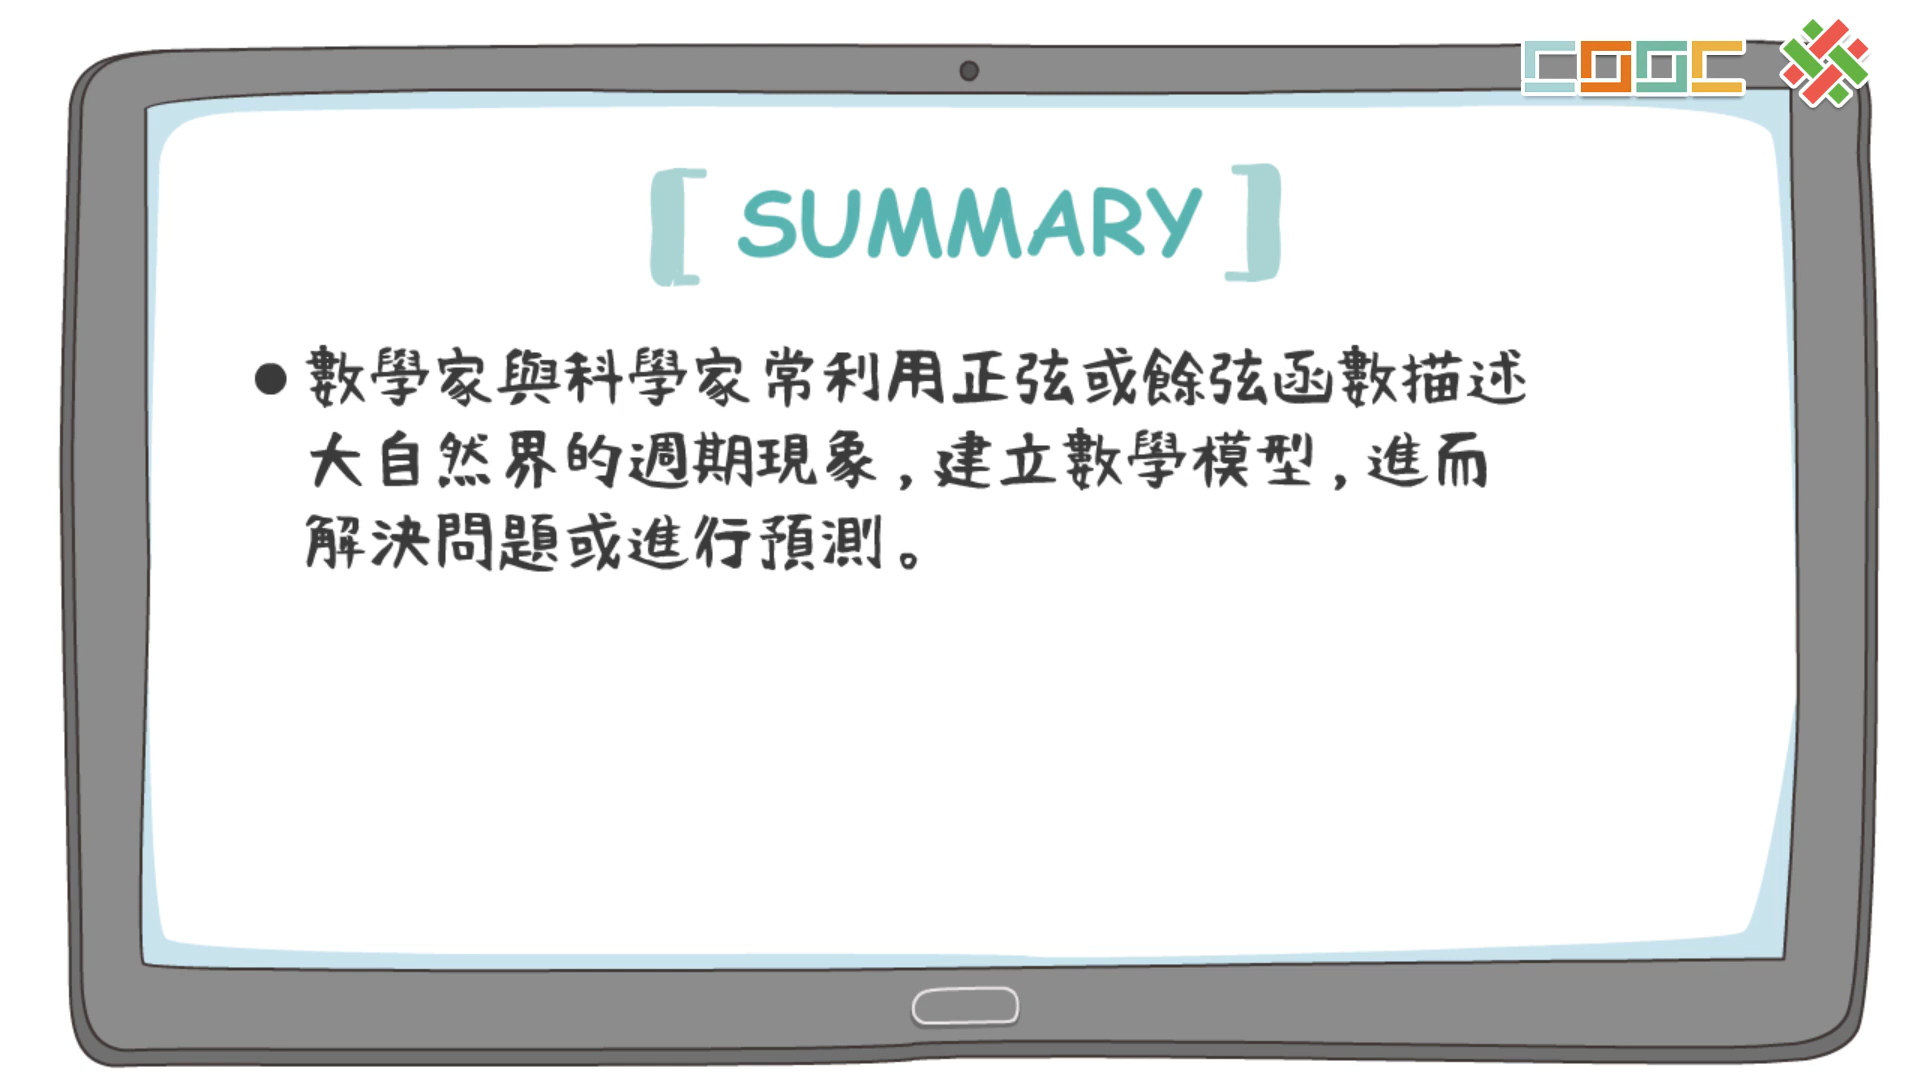 COOC
[ SUMMARY ]
●數學家與科學家常利用正弦或餘弦函數描述
大自然界的週期現象,建立數學模型,進而
解決問題或進行預測。